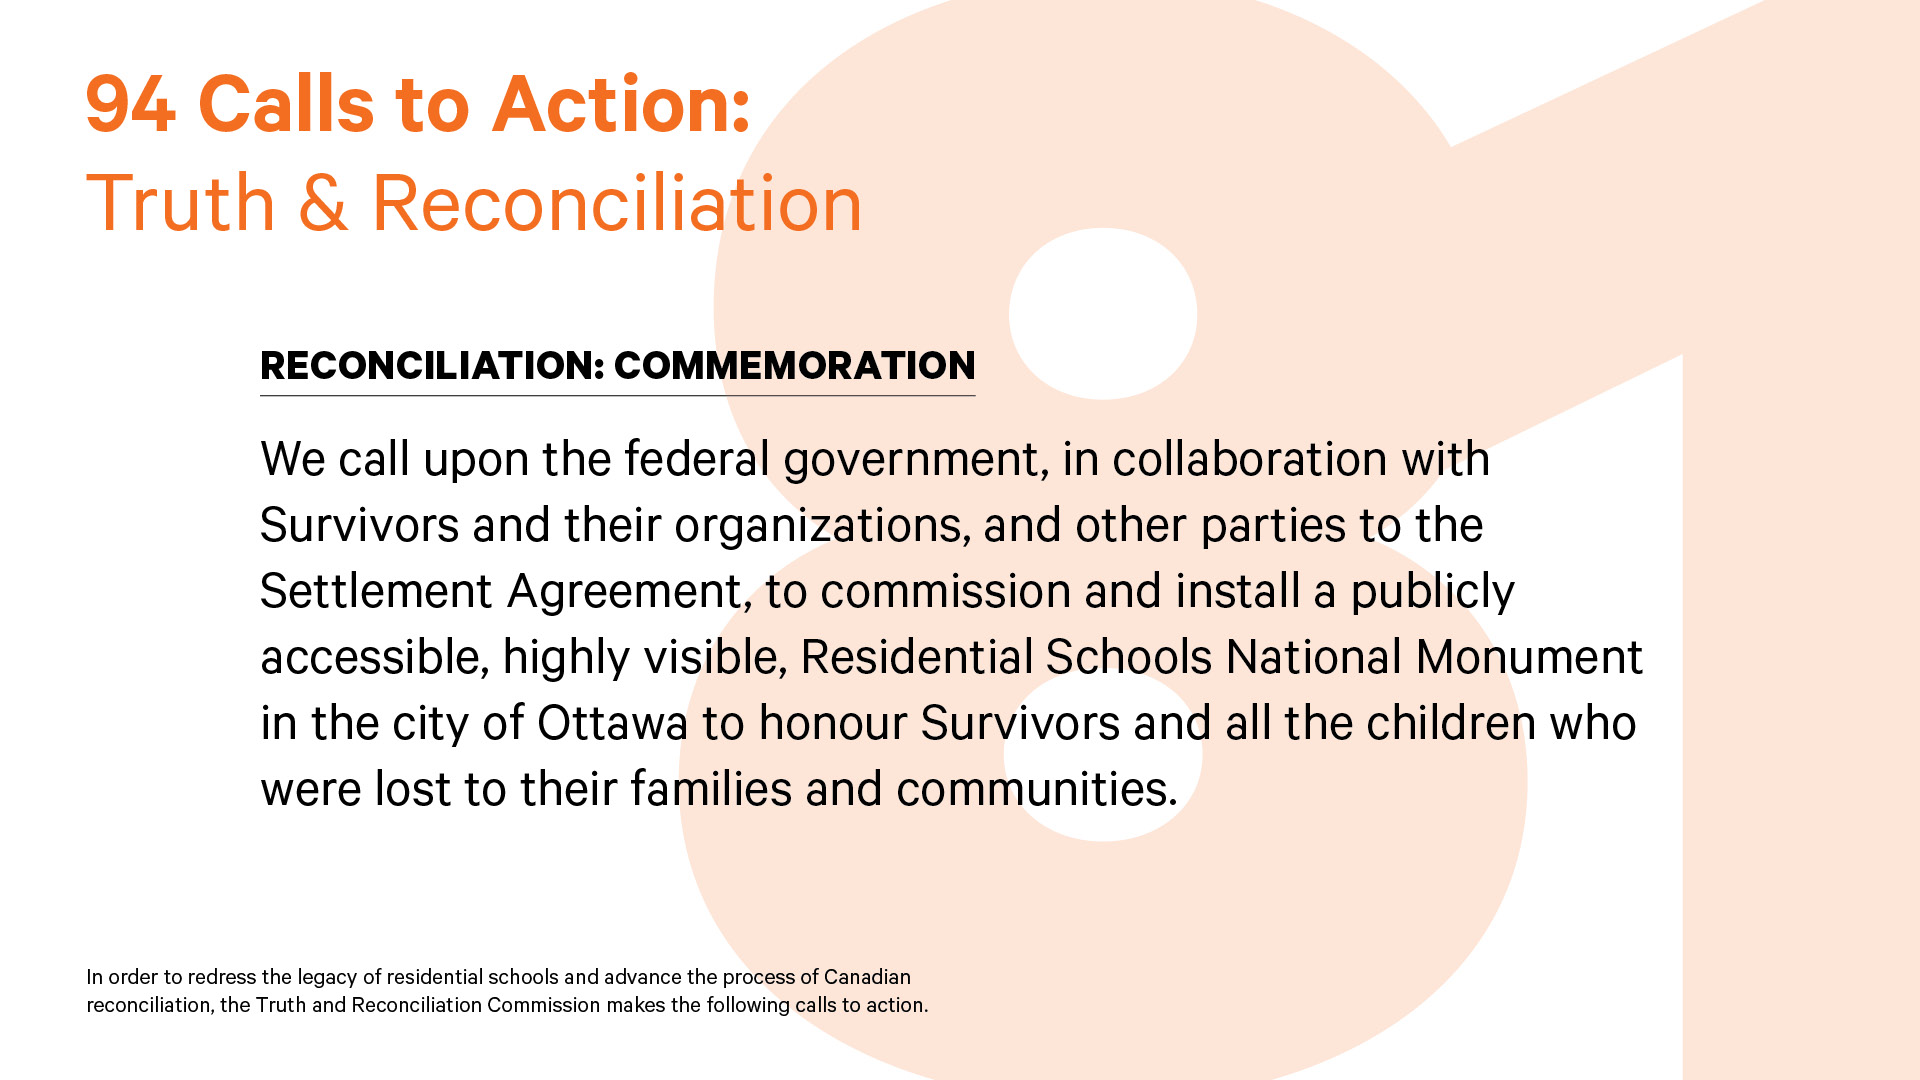 94 Calls to Action:
Truth & Reconciliation
81
RECONCILIATION: COMMEMORATION
We call upon the federal government, in collaboration with
Survivors and their organizations, and other parties to the
Settlement Agreement, to commission and install a publicly
accessible, highly visible, Residential Schools National Monument
in the city of Ottawa to honour Survivors and all the children who
were lost to their families and communities.
In order to redress the legacy of residential schools and advance the process of Canadian
reconciliation, the Truth and Reconciliation Commission makes the following calls to action.